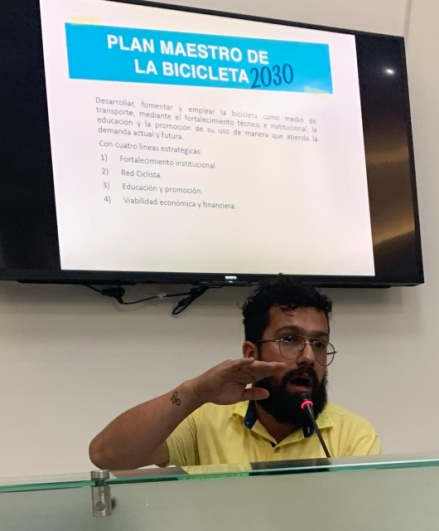 PLAN MAESTRO DE
LA BICICLETA 2030
Desarrollar, fomentar y emplear la bicicleta como medio de
transporte, mediante el fortalecimiento técnico e institucional, la
educación y la promoción de su uso de manera que atienda la
demanda actual y futura.
Con cuatro líneas estratégicas:
1) Fortalecimiento institucional.
2) Red Ciclista.
3) Educación y promoción.
4) Viabilidad económica y financiera.